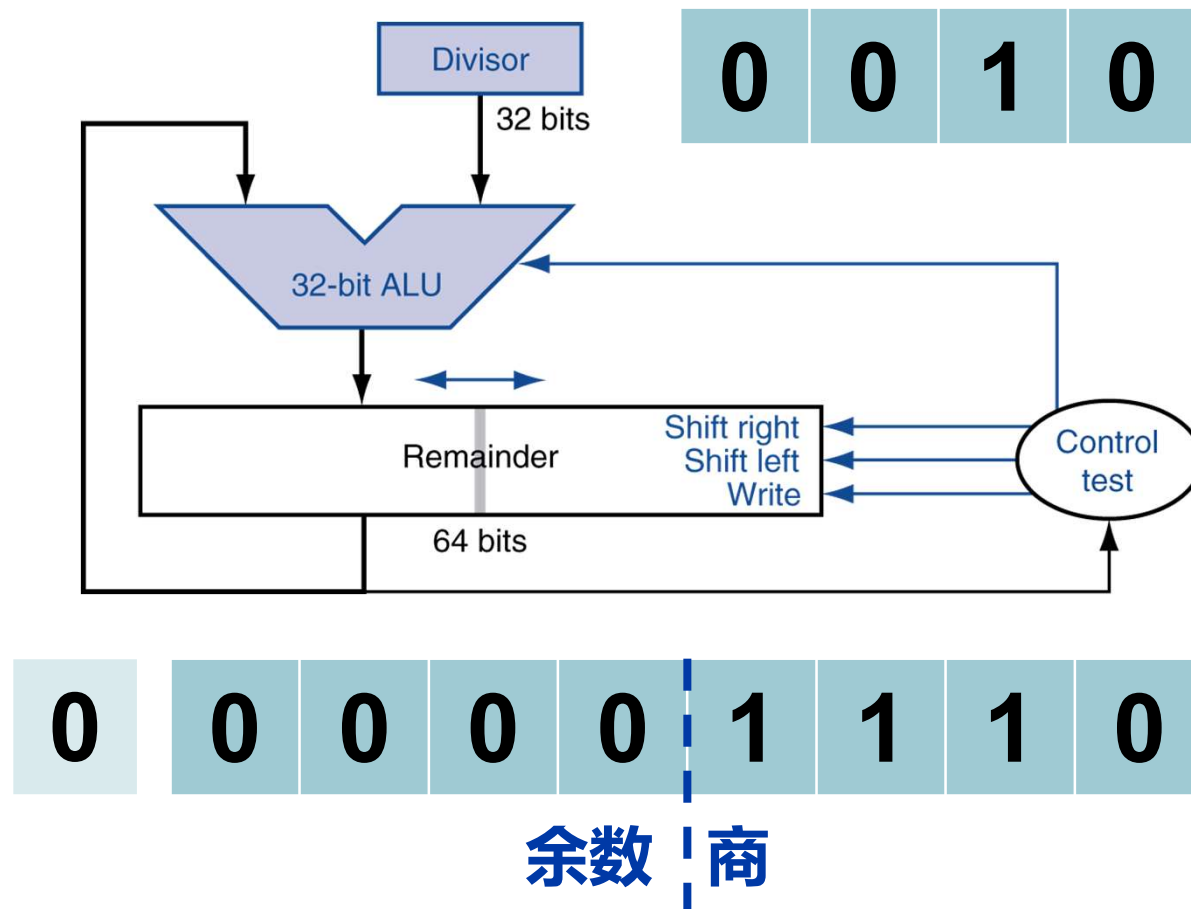 Divisor
0 0 1 0
32 bits
32-bit ALU
Shift right
Remainder
Shift left
Write
Control
test
64 bits
0 0 0 0 0 1 1 1 0
余数 商